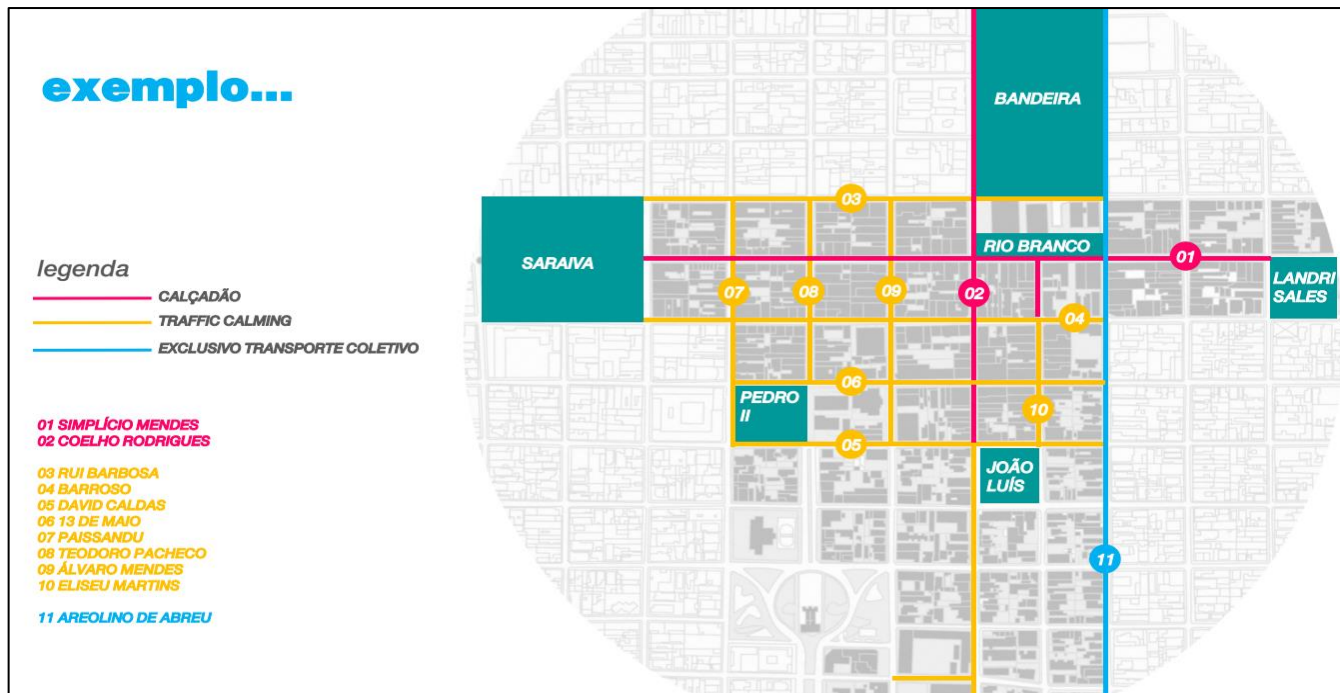 exemplo...
legenda
CALÇADÃO
TRAFFIC CALMING
EXCLUSIVO TRANSPORTE COLETIVO
01 SIMPLÍCIO MENDES
02 COELHO RODRIGUES
03 RUI BARBOSA
04 BARROSO
05 DAVID CALDAS
06 13 DE MAIO
07 PAISSANDU
08 TEODORO PACHECO
09 ÁLVARO MENDES
10 ELISEU MARTINS
11 AREOLINO DE ABREU
BANDEIRA
03
SARAIVA
RIO BRANCO
01
LANDRI
SALES
07
08
09
02
04
06
PEDRO
II
10
05
JOÃO
LUÍS
11